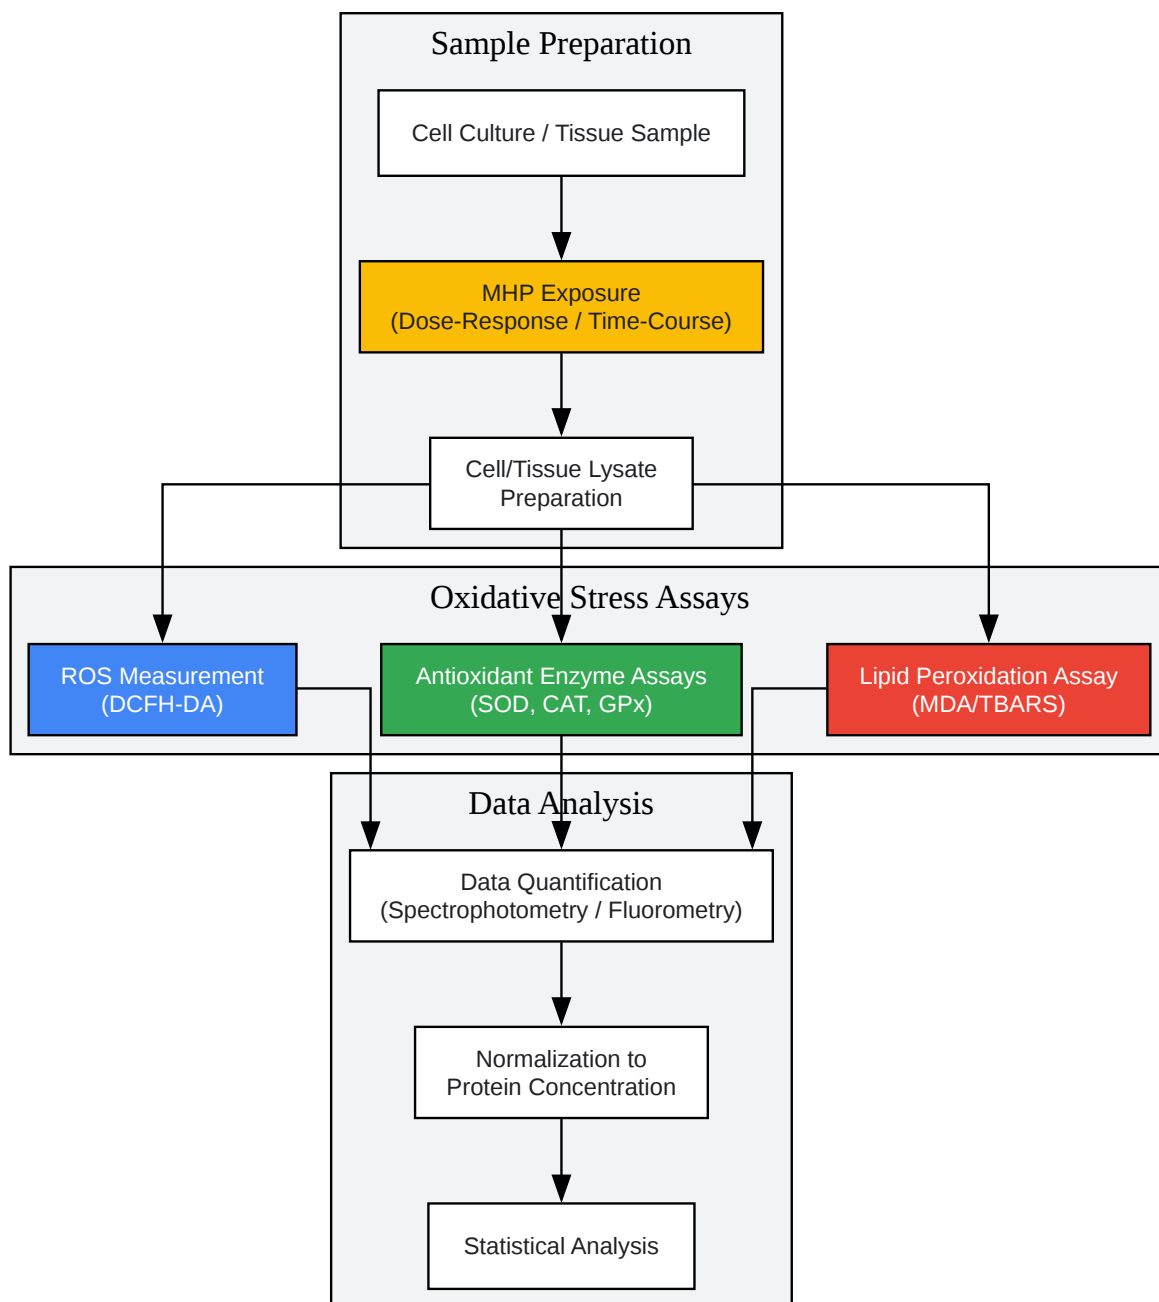 Sample Preparation
Cell Culture / Tissue Sample
MHP Exposure
(Dose-Response / Time-Course)
Cell/Tissue Lysate
Preparation
Oxidative Stress Assays
ROS Measurement
(DCFH-DA)
Antioxidant Enzyme Assays
(SOD, CAT, GPx)
Lipid Peroxidation Assay
(MDA/TBARS)
Data Analysis
Data Quantification
(Spectrophotometry / Fluorometry)
Normalization to
Protein Concentration
Statistical Analysis